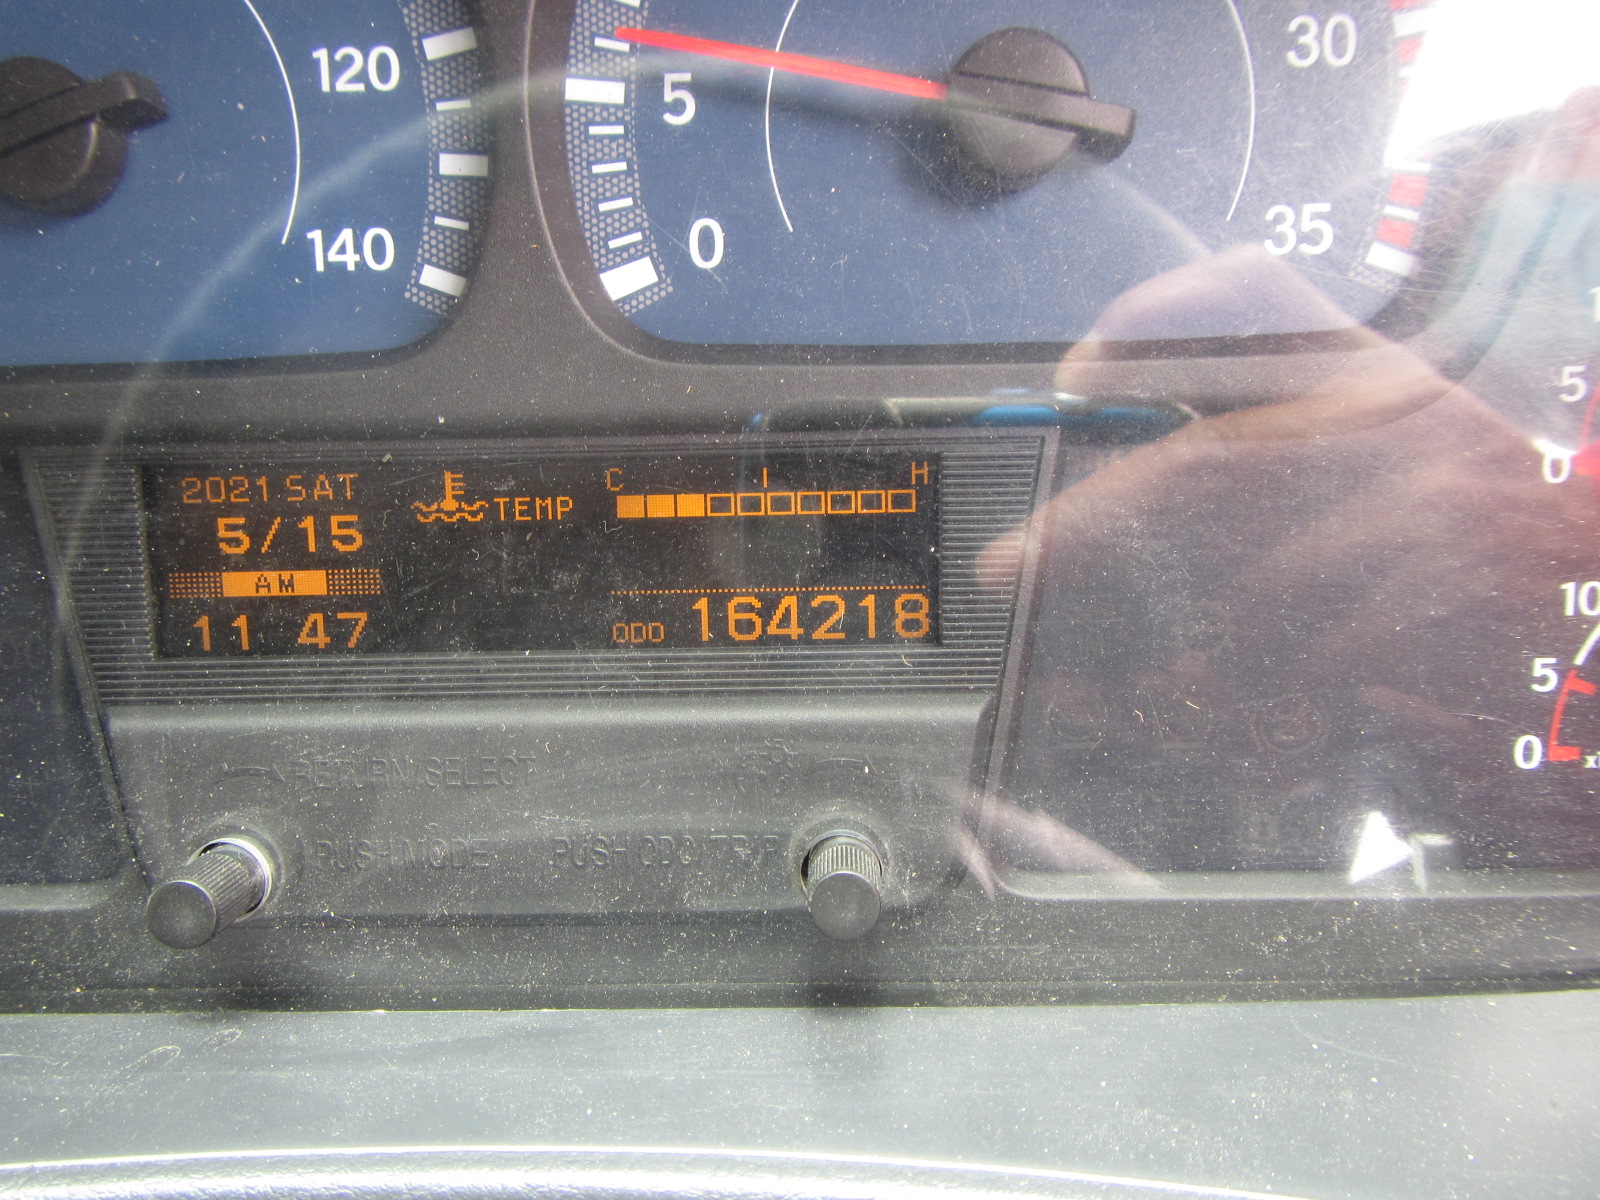 120
140
30
5
0
35
5
0
2021 SAT
5/15
AM
11 47
TEMP
C H
ODO 164218
10
5
0
RETURN/SELECT
PUSH MODE
PUSH ODO/TRIP